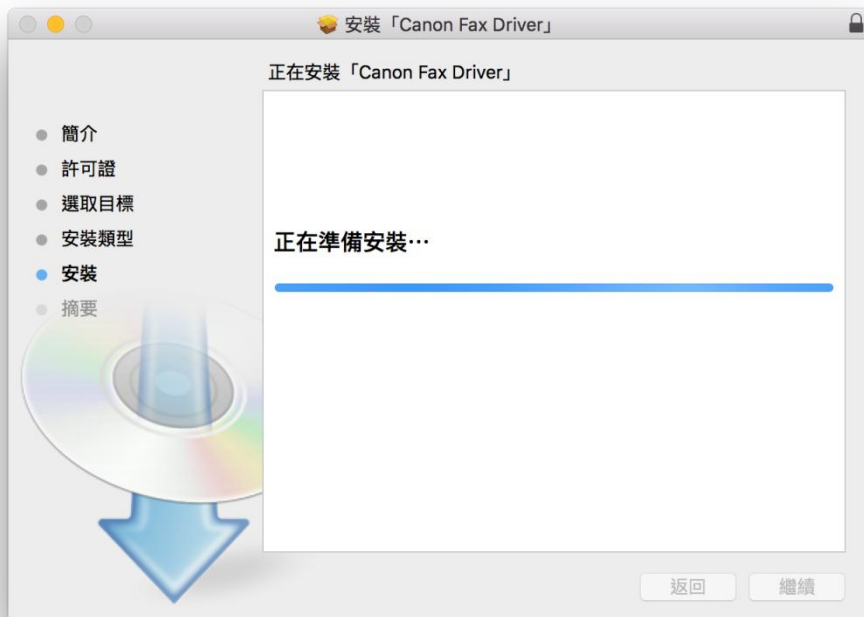 安裝「Canon Fax Driver」
正在安裝「Canon Fax Driver」
簡介
許可證
選取目標
安裝類型
安裝
摘要
正在準備安裝⋯
返回
繼續